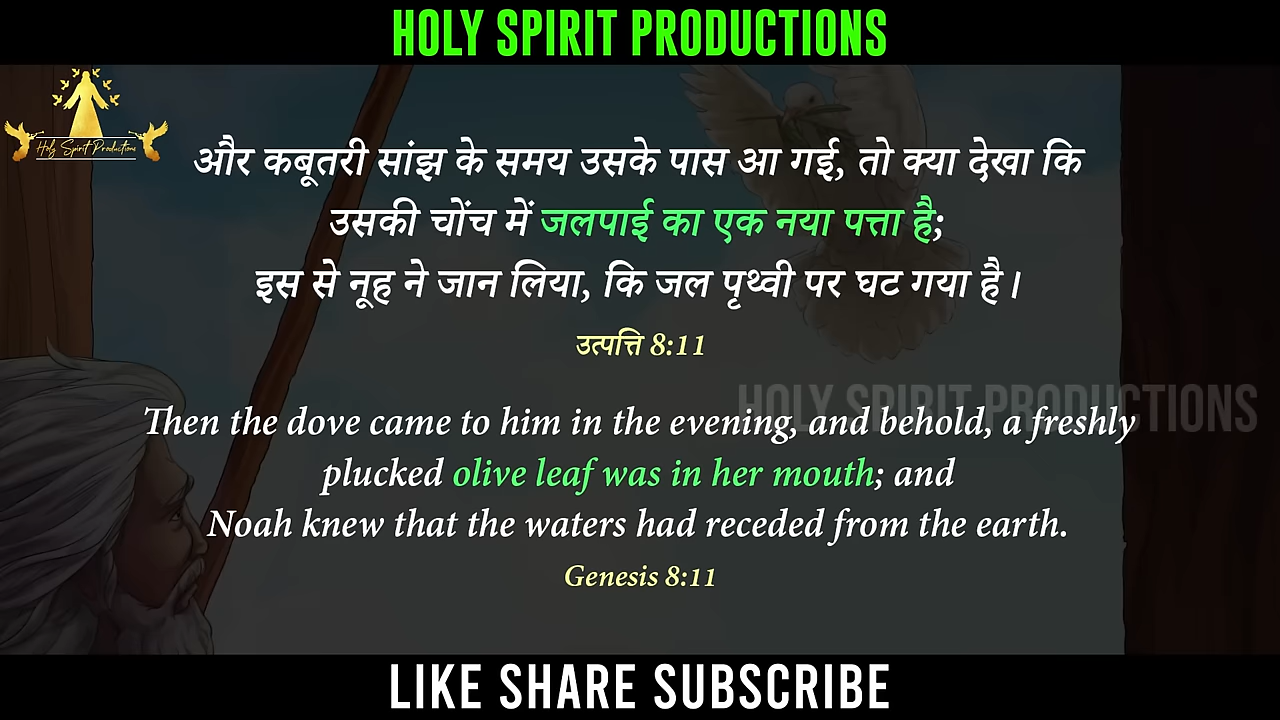 HOLY SPIRIT PRODUCTIONS
Holy Spirit Productions
और कबूतरी सांझ के समय उसके पास आ गई, तो क्या देखा कि
उसकी चोंच में जलपाई का एक नया पत्ता है;
इस से नूह ने जान लिया, कि जल पृथ्वी पर घट गया है।
उत्पत्ति 8:11
HOLY SPIRIT PRODUCTIONS
Then the dove came to him in the evening, and behold, a freshly
plucked olive leaf was in her mouth; and
Noah knew that the waters had receded from the earth.
Genesis 8:11
LIKE SHARE SUBSCRIBE